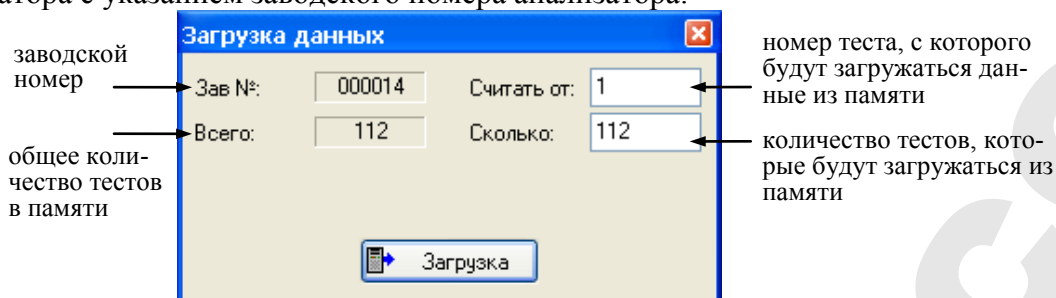 атора с указанием заводского номера анализатора.
Загрузка данных
заводской
номер
Зав №: 000014 Считать от: 1
номер теста, с которого
будут загружаться дан-
ные из памяти
общее коли-
чество тестов
в памяти
Всего: 112 Сколько: 112
количество тестов, кото-
рые будут загружаться из
памяти
Загрузка